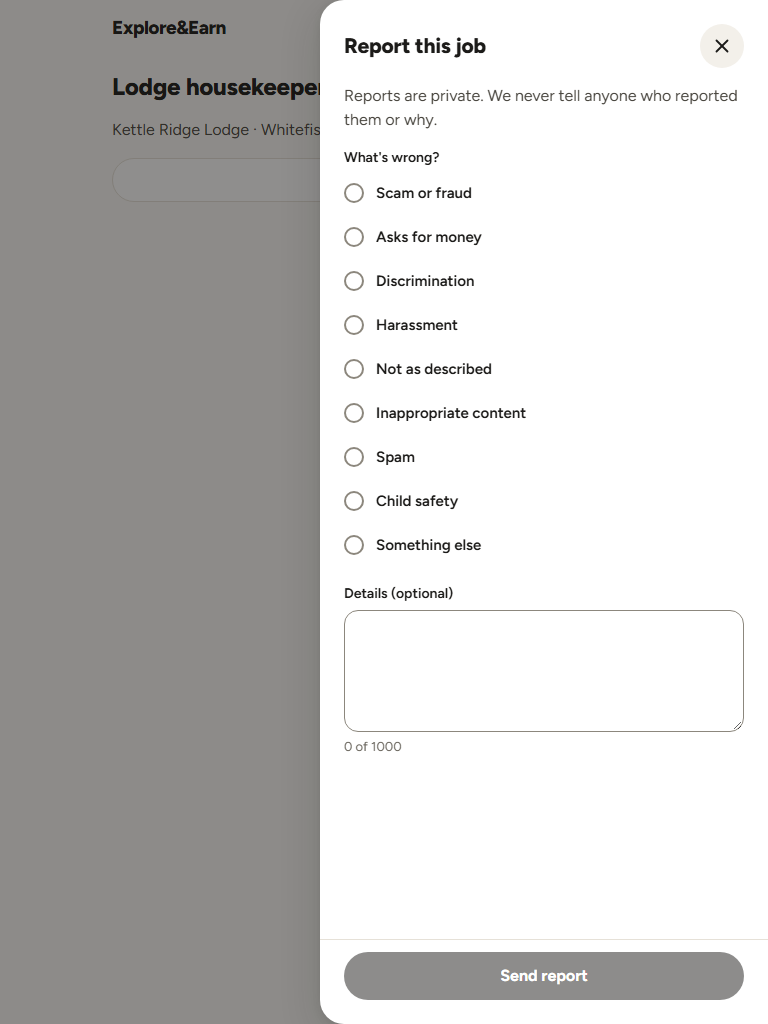 Explore&Earn
Lodge housekeeper
Kettle Ridge Lodge · Whitefis
Report this job
Reports are private. We never tell anyone who reported
them or why.
What's wrong?
Scam or fraud
Asks for money
Discrimination
Harassment
Not as described
Inappropriate content
Spam
Child safety
Something else
Details (optional)
0 of 1000
Send report